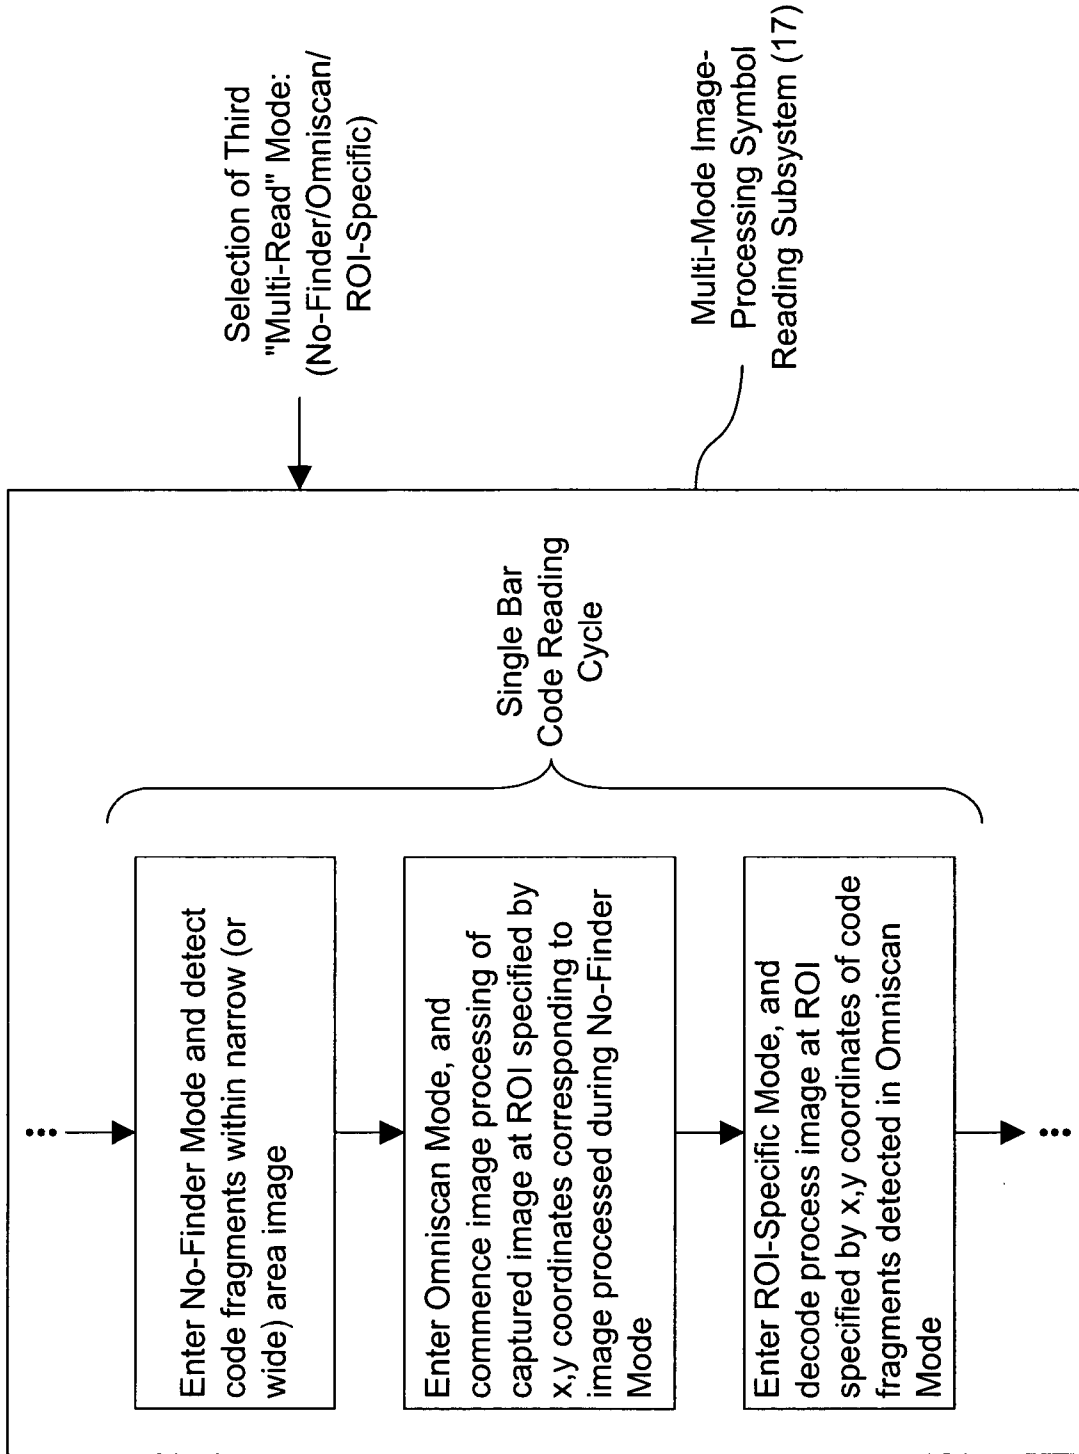 Selection of Third
"Multi-Read" Mode:
(No-Finder/Omniscan/
ROI-Specific)
Multi-Mode Image-
Processing Symbol
Reading Subsystem (17)
Single Bar
Code Reading
Cycle
Enter No-Finder Mode and detect
code fragments within narrow (or
wide) area image
Enter Omniscan Mode, and
commence image processing of
captured image at ROI specified by
x,y coordinates corresponding to
image processed during No-Finder
Mode
Enter ROI-Specific Mode, and
decode process image at ROI
specified by x,y coordinates of code
fragments detected in Omniscan
Mode